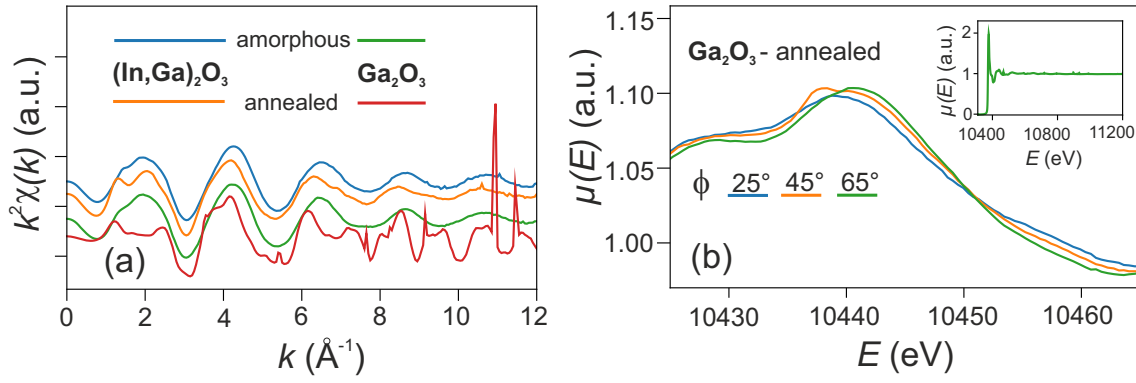 k²χ(k) (a.u.)
amorphous
(In,Ga)₂O₃ Ga₂O₃
annealed
(a)
0 2 4 6 8 10 12
k (Å⁻¹)
1.15
1.10
1.05
1.00
μ(E)
Ga₂O₃ - annealed
ϕ 25° 45° 65°
(b)
10430 10440 10450 10460
E (eV)
2
1
0
μ(E) (a.u.)
10400 10800 11200
E (eV)